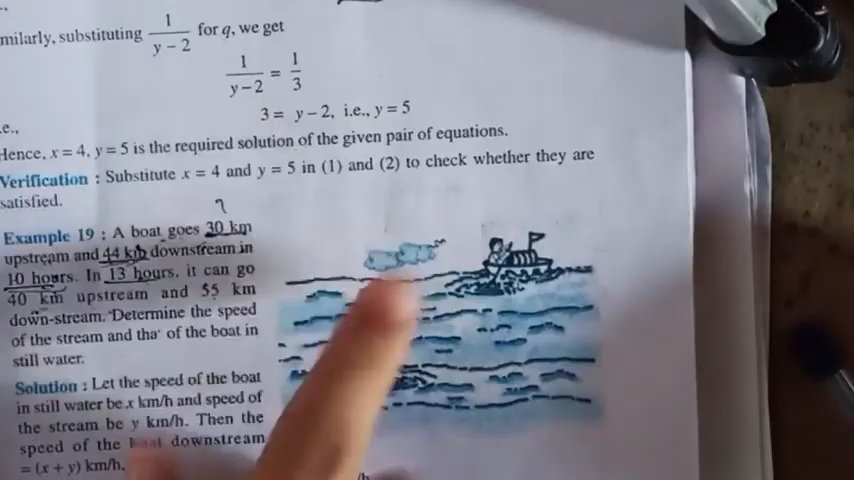 milarly, substituting 1/(y – 2) for q, we get
1/(y – 2) = 1/3
3 = y – 2, i.e., y = 5
.e.,
Hence, x = 4, y = 5 is the required solution of the given pair of equations.
Verification : Substitute x = 4 and y = 5 in (1) and (2) to check whether they are
satisfied.
Example 19 : A boat goes 30 km
upstream and 44 km downstream in
10 hours. In 13 hours, it can go
40 km upstream and 55 km
down-stream. Determine the speed
of the stream and that of the boat in
still water.
Solution : Let the speed of the boat
in still water be x km/h and speed of
the stream be y km/h. Then the
speed of the boat downstream
= (x + y) km/h,